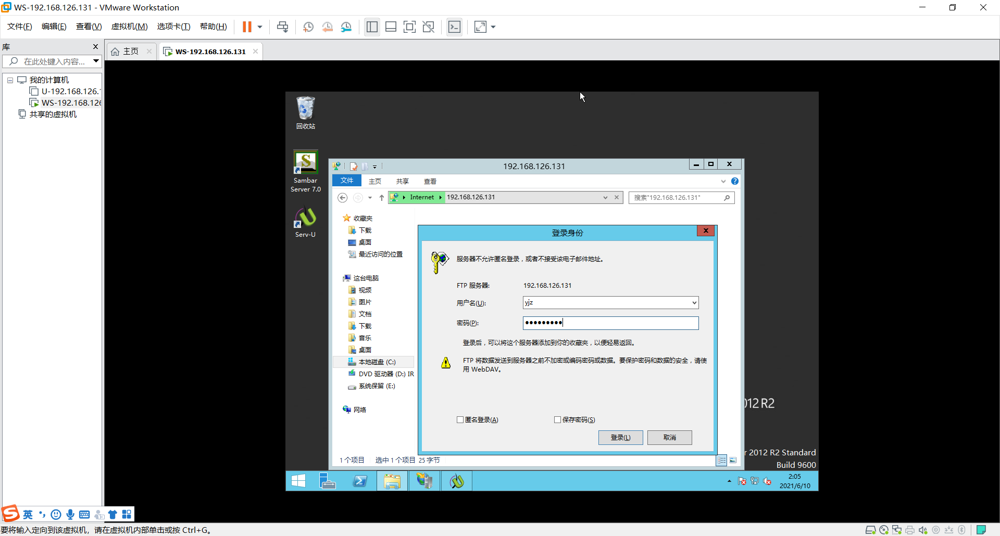 WS-192.168.126.131 - VMware Workstation
文件(F) 编辑(E) 查看(V) 虚拟机(M) 选项卡(T) 帮助(H)
库
在此处键入内容...
我的计算机
U-192.168.126.1
WS-192.168.126
共享的虚拟机
主页
WS-192.168.126.131
回收站
Sambar
Server 7.0
Serv-U
192.168.126.131
文件 主页 共享 查看
Internet 192.168.126.131
搜索"192.168.126.131"
收藏夹
下载
桌面
最近访问的位置
这台电脑
视频
图片
文档
下载
音乐
桌面
本地磁盘 (C:)
DVD 驱动器 (D:) IR
系统保留 (E:)
网络
登录身份
服务器不允许匿名登录，或者不接受该电子邮件地址。
FTP 服务器: 192.168.126.131
用户名(U): yjz
密码(P): ●●●●●●●●●
登录后，可以将这个服务器添加到你的收藏夹，以便轻易返回。
FTP 将数据发送到服务器之前不加密或编码密码或数据。要保护密码和数据的安全，请使
用 WebDAV。
匿名登录(A) 保存密码(S)
登录(L) 取消
1 个项目 选中 1 个项目 25 字节
012 R2
r 2012 R2 Standard
Build 9600
2:05
2021/6/10
英
要将输入定向到该虚拟机，请在虚拟机内部单击或按 Ctrl+G。